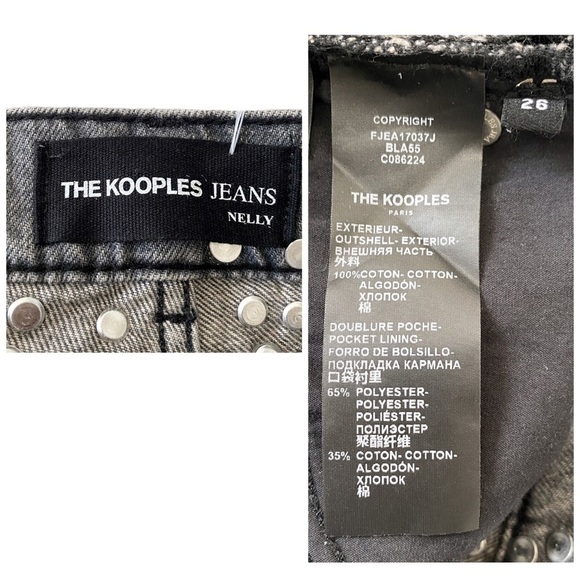 THE KOOPLES JEANS
NELLY
COPYRIGHT
FJEA17037J
BLA55
C086224
26
THE KOOPLES
PARIS
EXTERIEUR-
OUTSHELL- EXTERIOR-
ВНЕШНЯЯ ЧАСТЬ
外料
100%COTON- COTTON-
ALGODÓN-
ХЛОПОК
棉
DOUBLURE POCHE-
POCKET LINING-
FORRO DE BOLSILLO-
ПОДКЛАДКА КАРМАНА
口袋衬里
65% POLYESTER-
POLYESTER-
POLIÉSTER-
ПОЛИЭСТЕР
聚酯纤维
35% COTON- COTTON-
ALGODÓN-
ХЛОПОК
棉